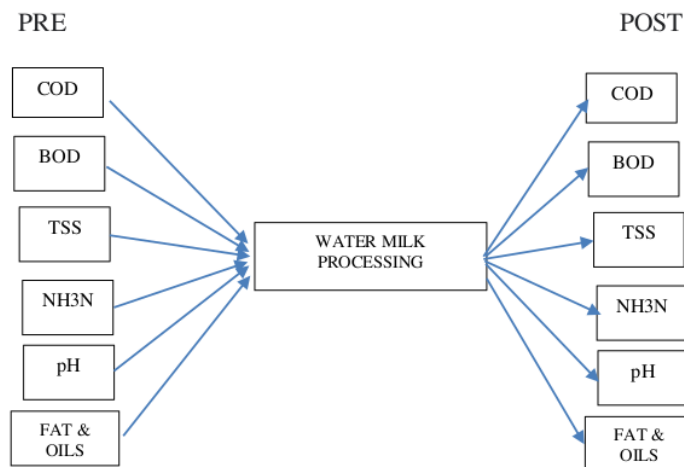 PRE
POST
COD
BOD
TSS
NH3N
pH
FAT &
OILS
WATER MILK
PROCESSING
COD
BOD
TSS
NH3N
pH
FAT &
OILS